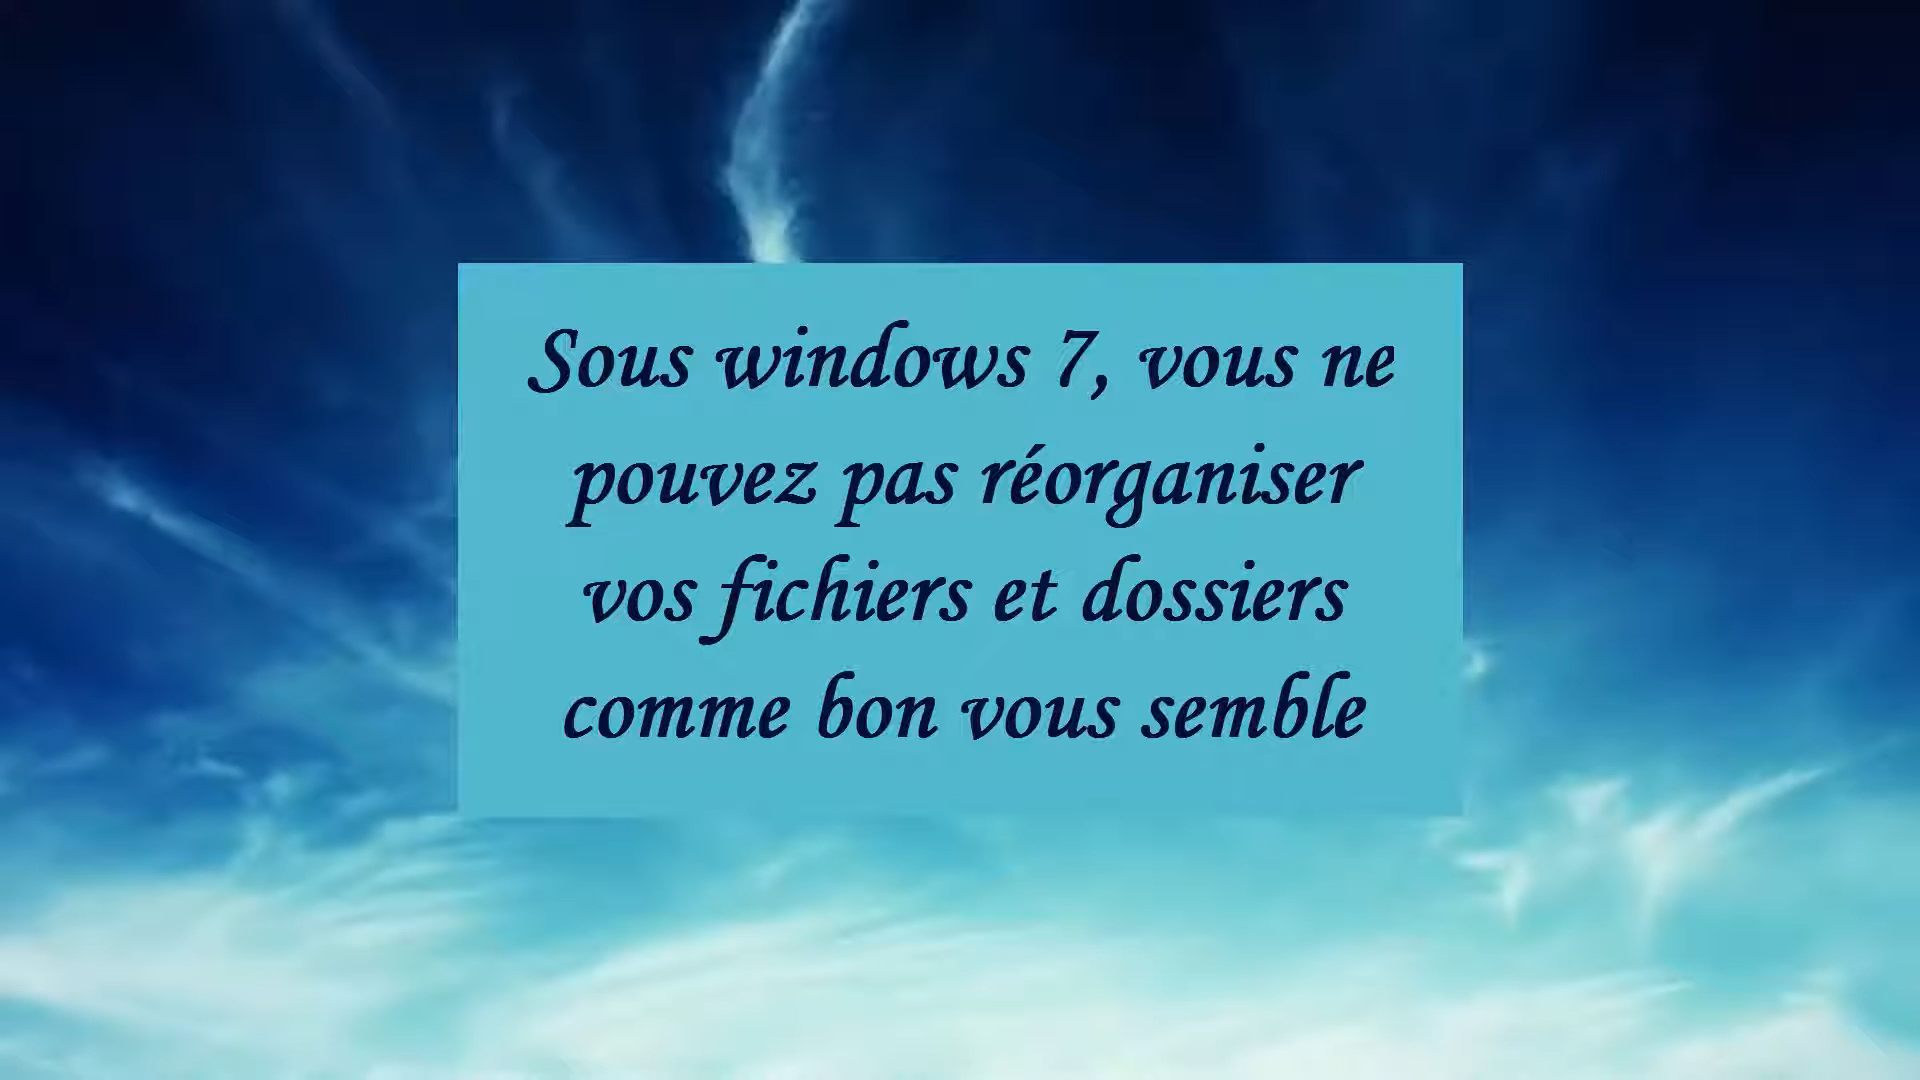 Sous windows 7, vous ne
pouvez pas réorganiser
vos fichiers et dossiers
comme bon vous semble